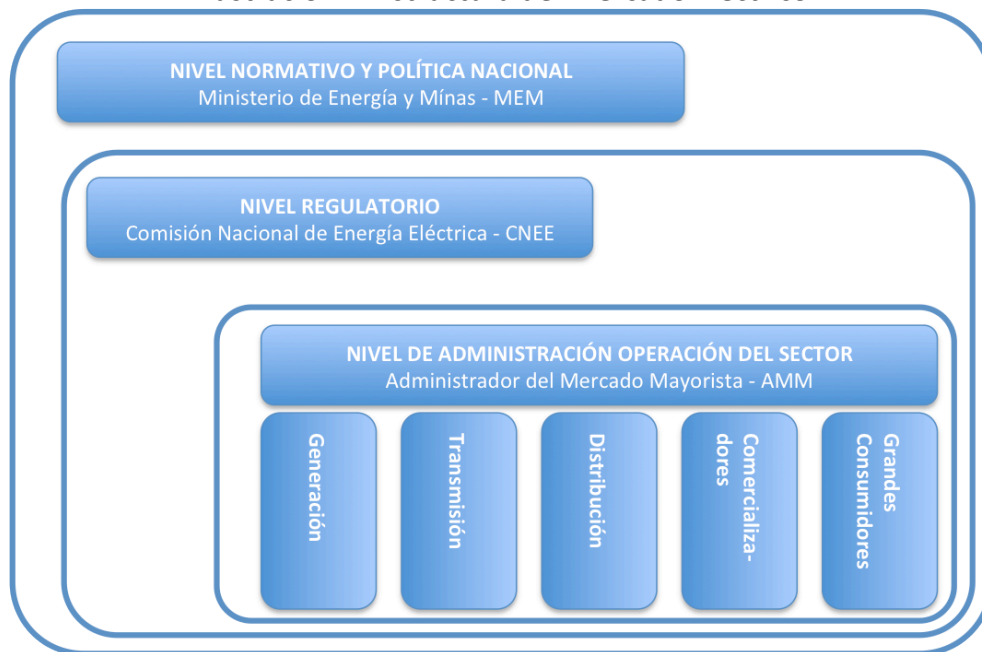 NIVEL NORMATIVO Y POLÍTICA NACIONAL
Ministerio de Energía y Mínas - MEM
NIVEL REGULATORIO
Comisión Nacional de Energía Eléctrica - CNEE
NIVEL DE ADMINISTRACIÓN OPERACIÓN DEL SECTOR
Administrador del Mercado Mayorista - AMM
Generación
Transmisión
Distribución
Comercializa-
dores
Grandes
Consumidores